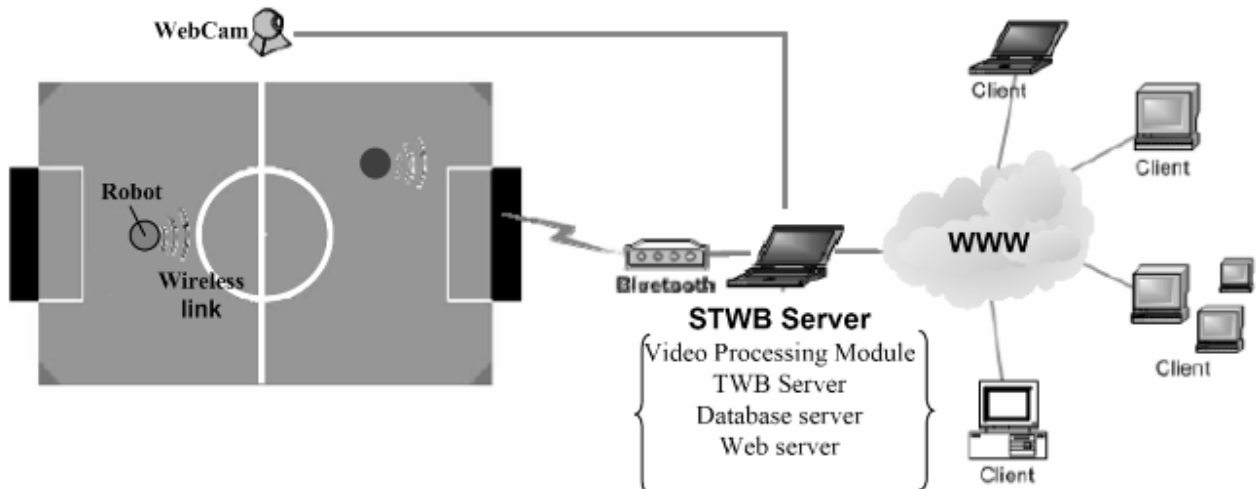 WebCam
Robot
Wireless
link
Bluetooth
STWB Server
Video Processing Module
TWB Server
Database server
Web server
WWW
Client
Client
Client
Client